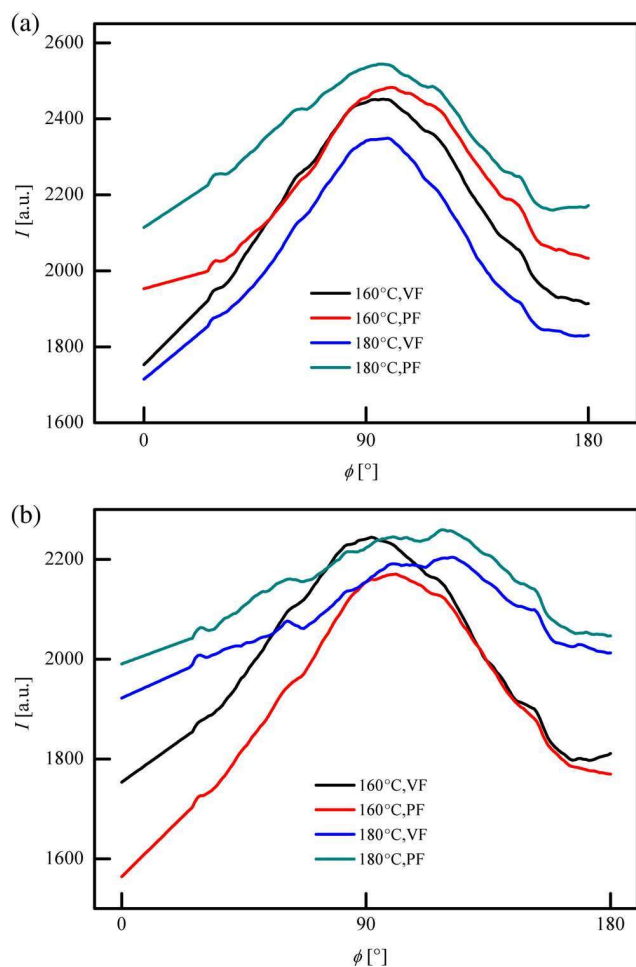 (a)
2600
2400
2200
2000
1800
1600
I [a.u.]
160°C,VF
160°C,PF
180°C,VF
180°C,PF
0
90
180
ϕ [°]
(b)
2200
2000
1800
1600
I [a.u.]
160°C,VF
160°C,PF
180°C,VF
180°C,PF
0
90
180
ϕ [°]